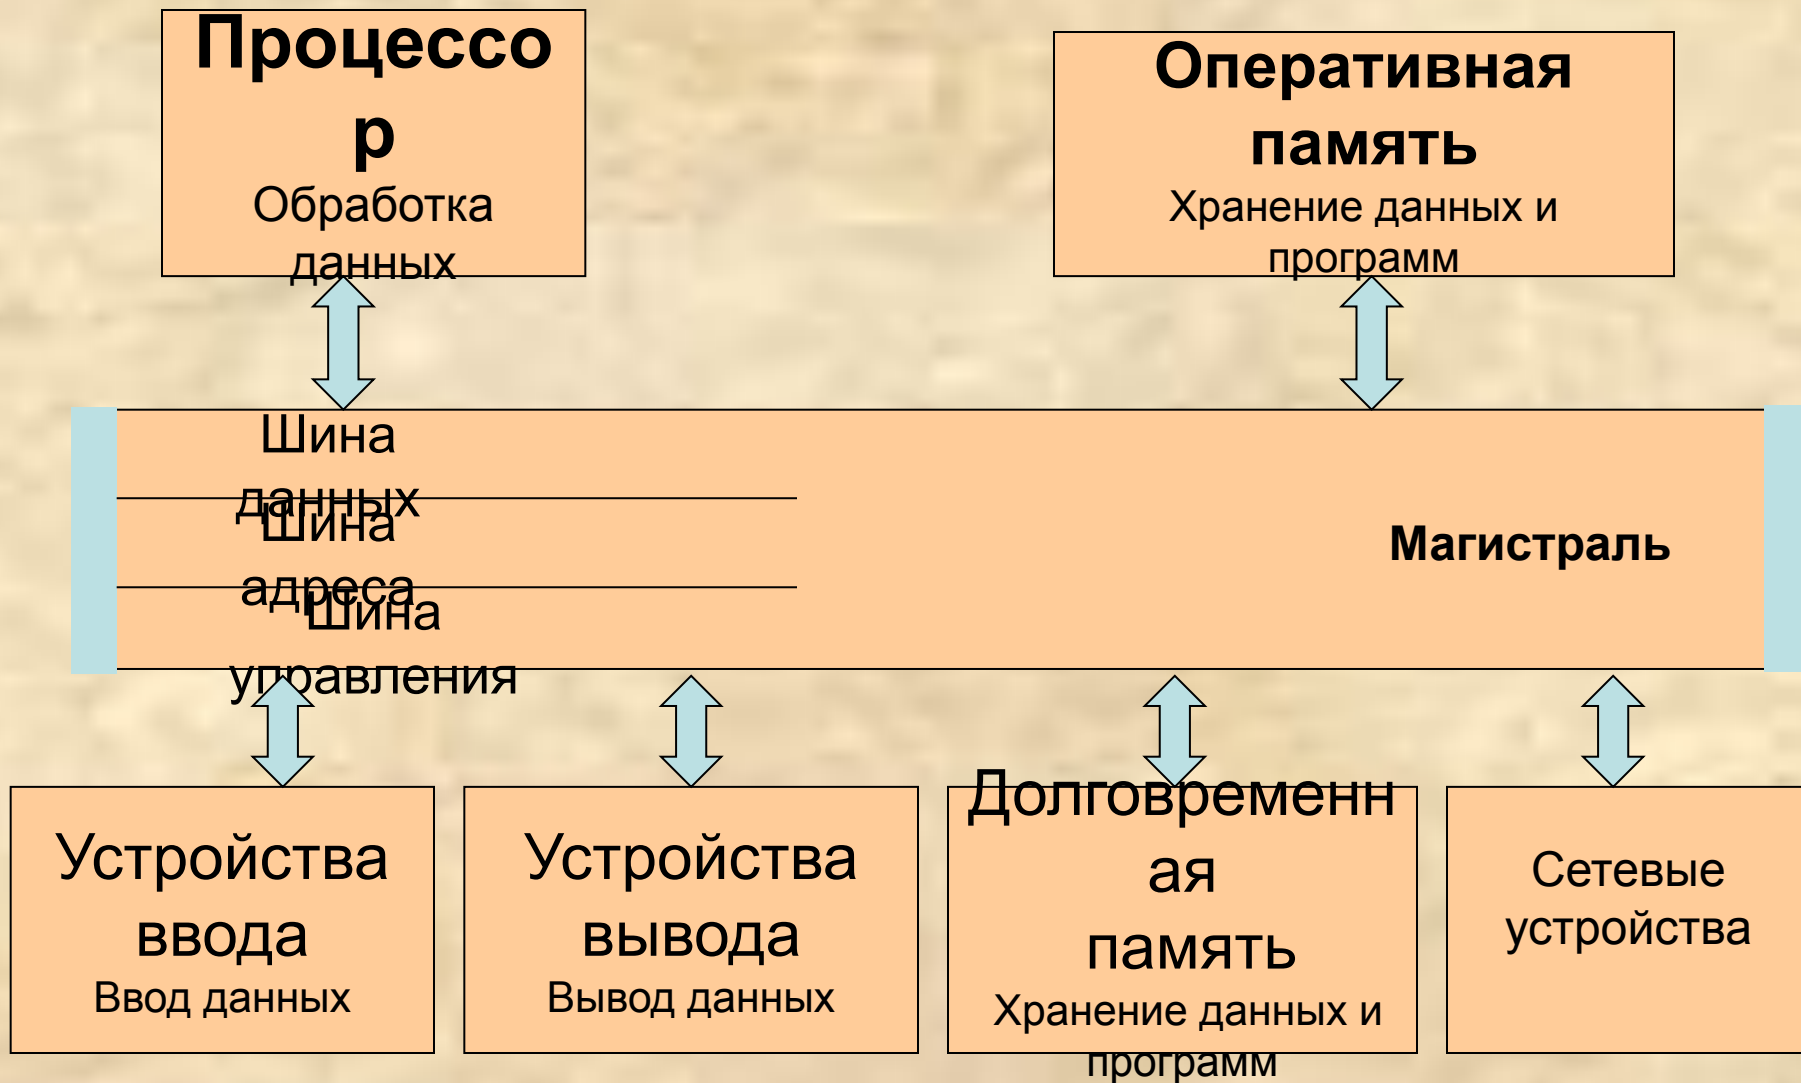 Процессо
р
Обработка
данных
Оперативная
память
Хранение данных и
программ
Шина
данных
Шина
адреса
Шина
управления
Магистраль
Устройства
ввода
Ввод данных
Устройства
вывода
Вывод данных
Долговременн
ая
память
Хранение данных и
программ
Сетевые
устройства